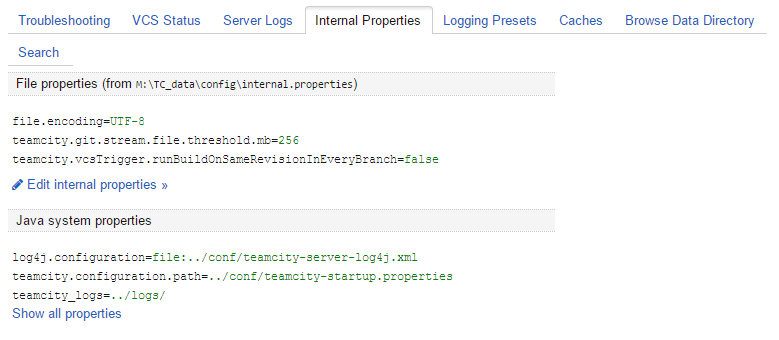 Troubleshooting VCS Status Server Logs Internal Properties Logging Presets Caches Browse Data Directory
Search
File properties (from M:\TC_data\config\internal.properties)
file.encoding=UTF-8
teamcity.git.stream.file.threshold.mb=256
teamcity.vcsTrigger.runBuildOnSameRevisionInEveryBranch=false
Edit internal properties »
Java system properties
log4j.configuration=file:../conf/teamcity-server-log4j.xml
teamcity.configuration.path=../conf/teamcity-startup.properties
teamcity_logs=../logs/
Show all properties